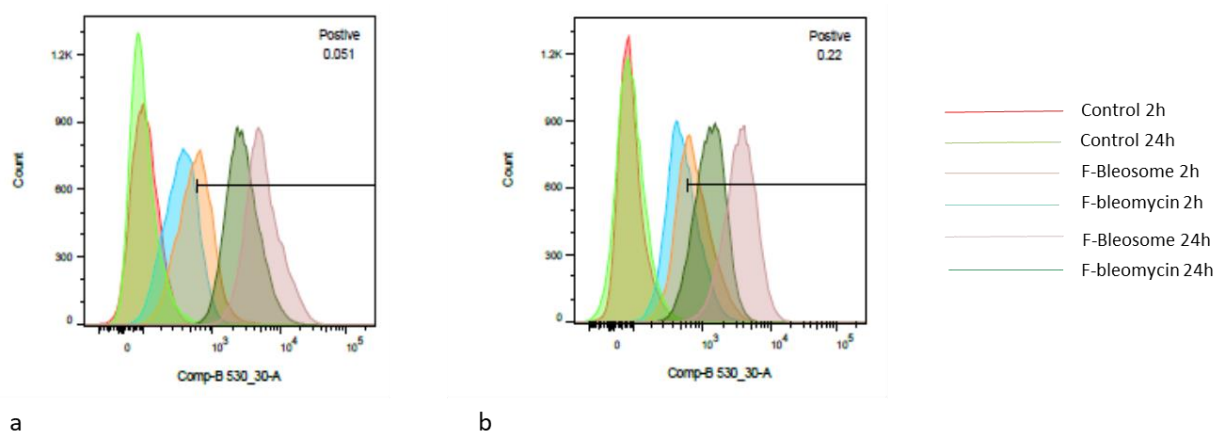 Postive
0.051
1.2K
900
600
300
0
Count
0
10³
10⁴
10⁵
Comp-B 530_30-A
a
Postive
0.22
1.2K
900
600
300
0
Count
0
10³
10⁴
10⁵
Comp-B 530_30-A
b
Control 2h
Control 24h
F-Bleosome 2h
F-bleomycin 2h
F-Bleosome 24h
F-bleomycin 24h